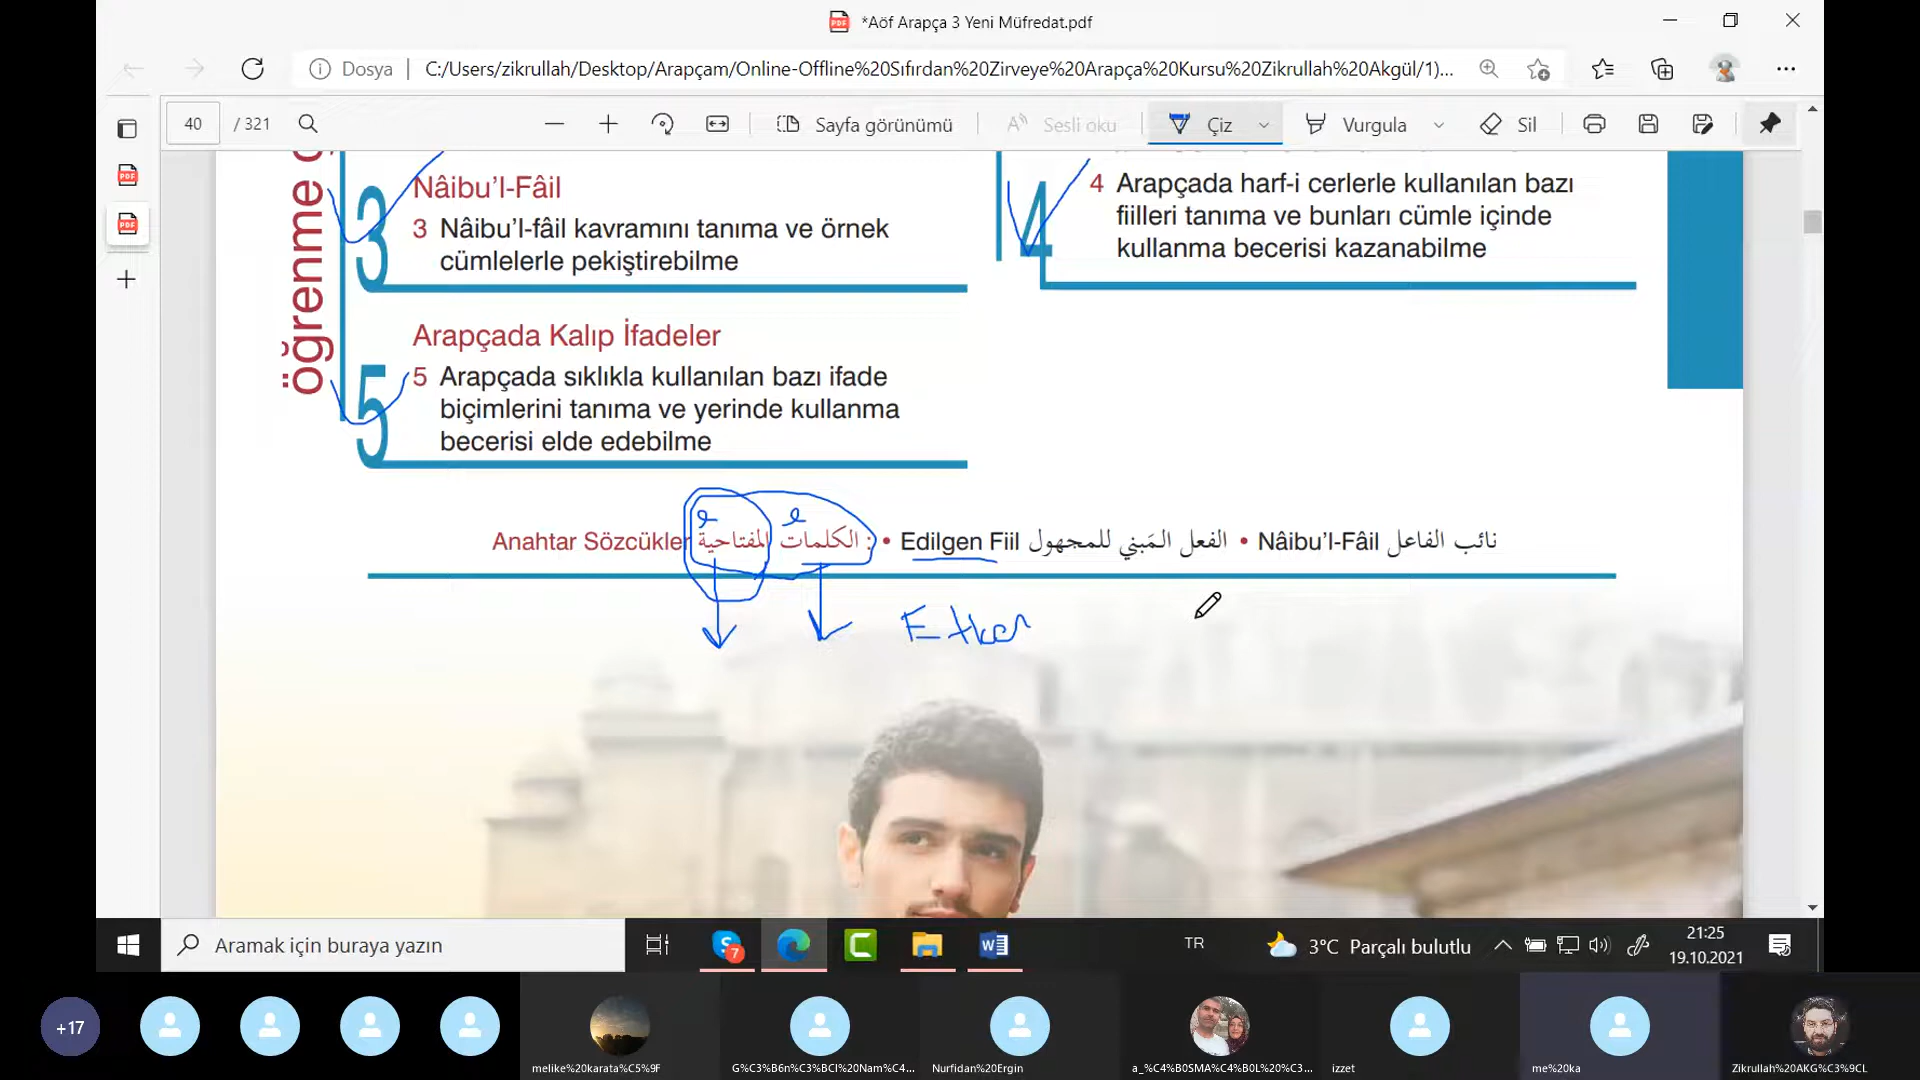 *Aöf Arapça 3 Yeni Müfredat.pdf
Dosya | C:/Users/zikrullah/Desktop/Arapçam/Online-Offline%20Sıfırdan%20Zirveye%20Arapça%20Kursu%20Zikrullah%20Akgül/1)...
40 / 321 Sayfa görünümü Sesli oku Çiz Vurgula Sil
öğrenme
3 Nâibu’l-Fâil
3 Nâibu’l-fâil kavramını tanıma ve örnek
cümlelerle pekiştirebilme
4
4 Arapçada harf-i cerlerle kullanılan bazı
fiilleri tanıma ve bunları cümle içinde
kullanma becerisi kazanabilme
5 Arapçada Kalıp İfadeler
5 Arapçada sıklıkla kullanılan bazı ifade
biçimlerini tanıma ve yerinde kullanma
becerisi elde edebilme
Anahtar Sözcükler الكلمات المفتاحية : • Edilgen Fiil الفعل المَبني للمجهول • Nâibu’l-Fâil نائب الفاعل
Etken
Aramak için buraya yazın
7
TR
3°C Parçalı bulutlu
21:25
19.10.2021
+17
melike%20karata%C5%9F
G%C3%B6n%C3%BCl%20Nam%C4...
Nurfidan%20Ergin
a_%C4%B0SMA%C4%B0L%20%C3...
izzet
me%20ka
Zikrullah%20AKG%C3%9CL